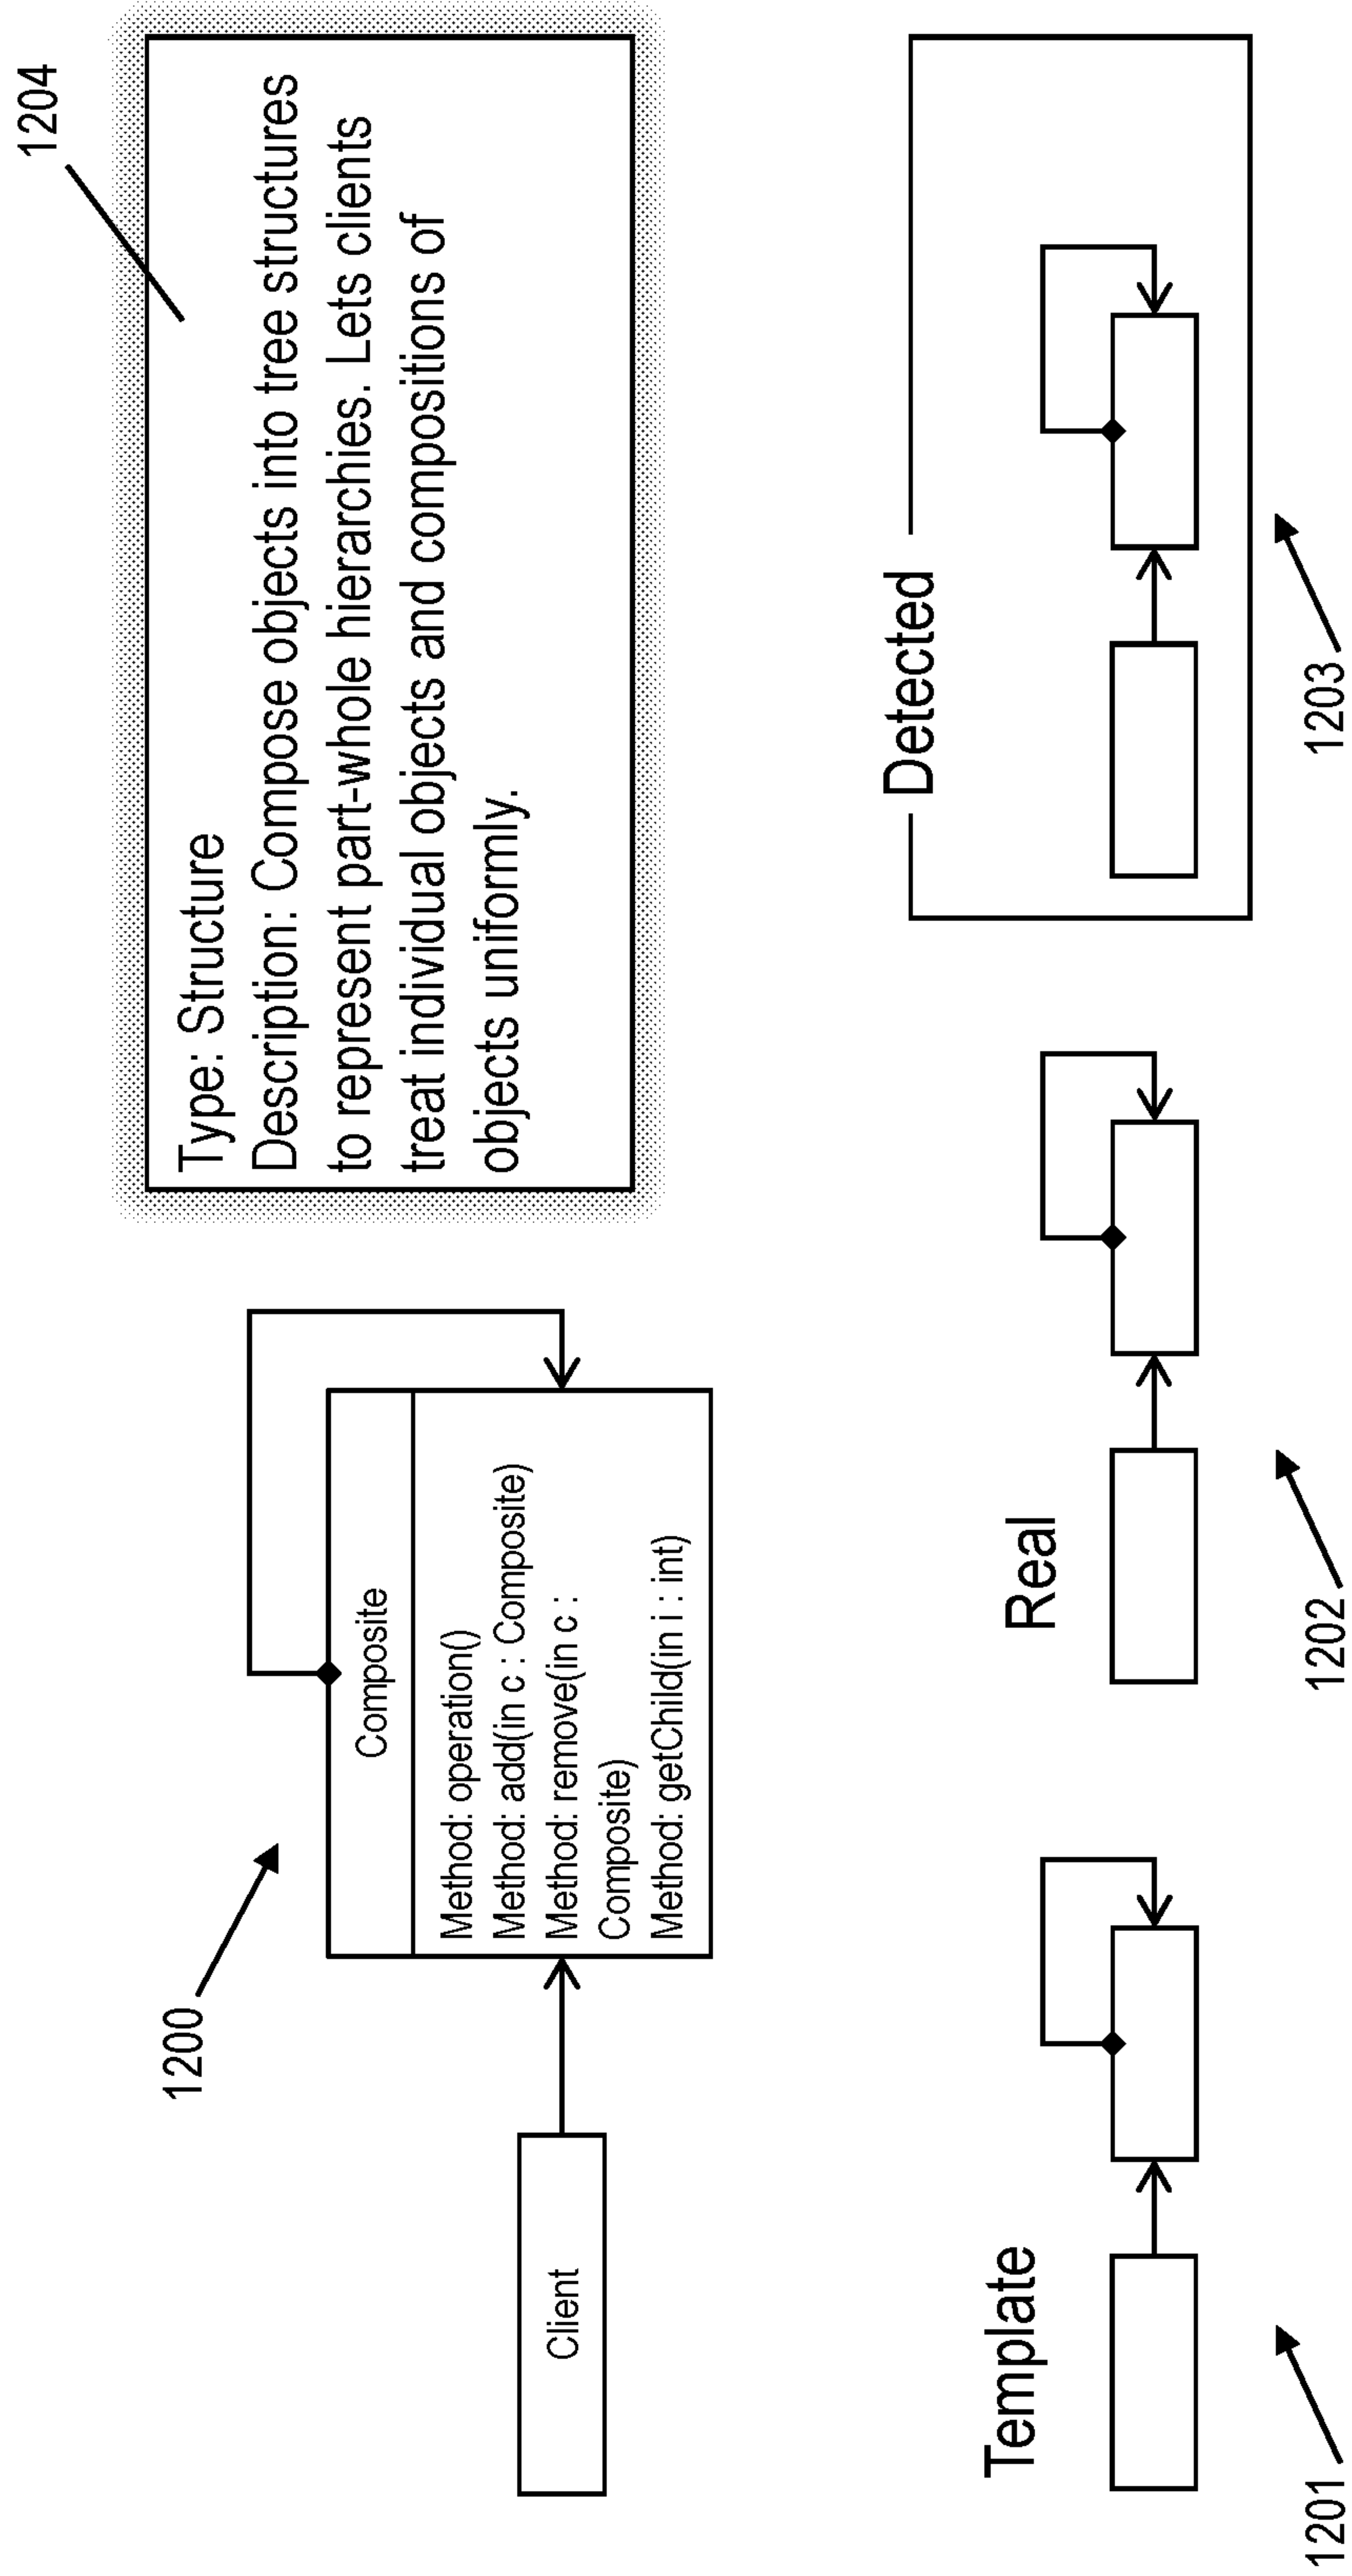 1200
Client
Composite
Method: operation()
Method: add(in c : Composite)
Method: remove(in c :
Composite)
Method: getChild(in i : int)
1204
Type: Structure
Description: Compose objects into tree structures
to represent part-whole hierarchies. Lets clients
treat individual objects and compositions of
objects uniformly.
Template
1201
Real
1202
Detected
1203